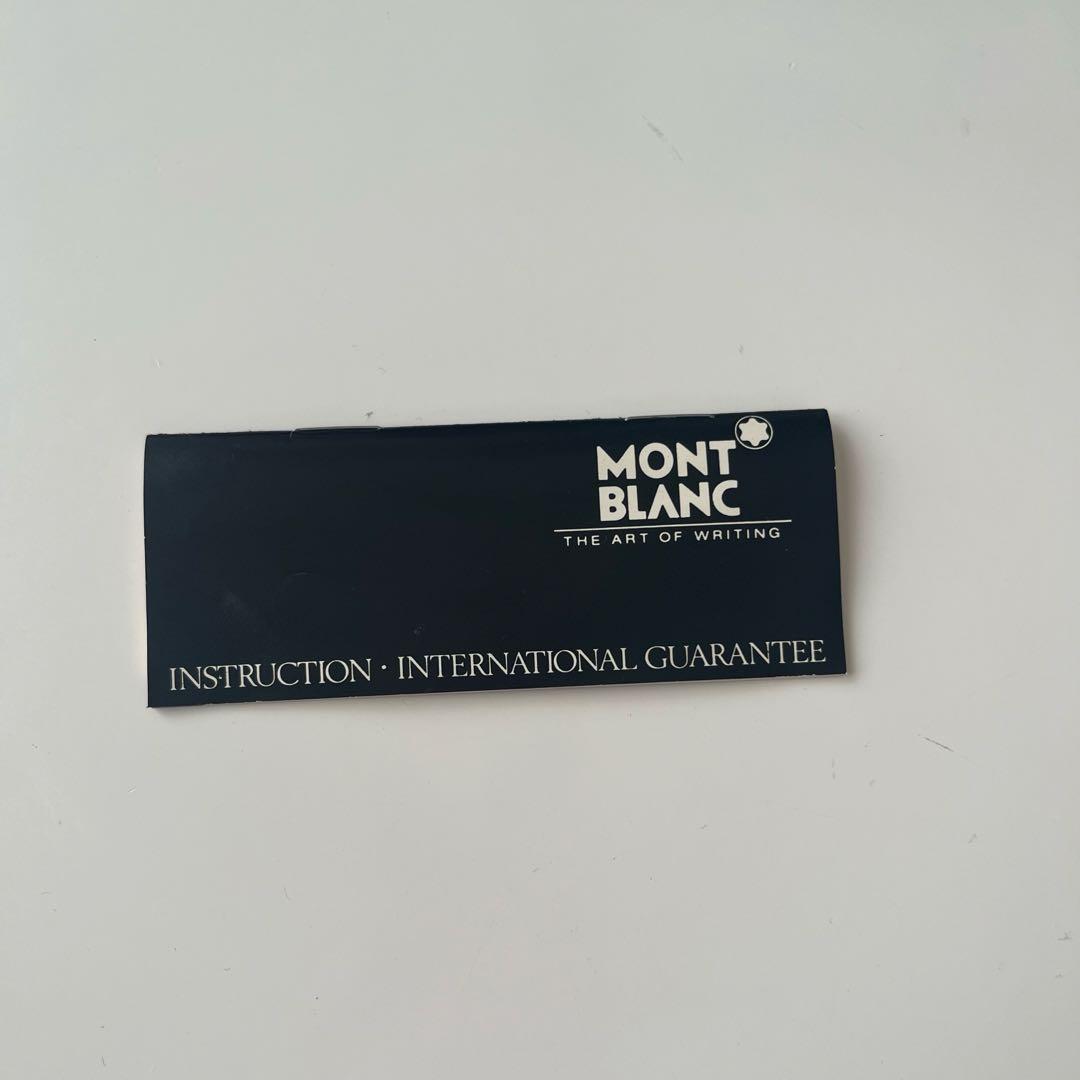 MONT
BLANC
THE ART OF WRITING
INSTRUCTION · INTERNATIONAL GUARANTEE